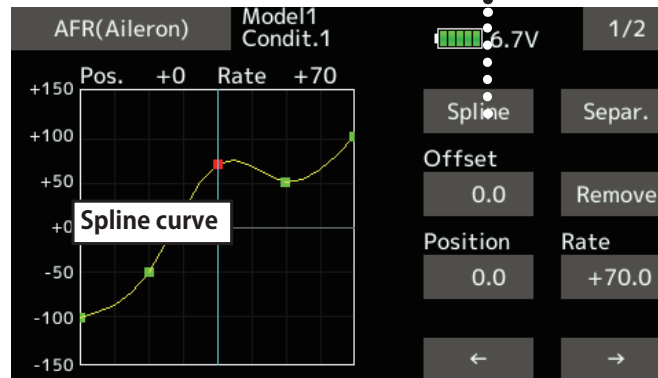 AFR(Aileron)
Model1
Condit.1
6.7V
1/2
Pos. +0 Rate +70
+150
+100
+50
+0
-50
-100
-150
Spline curve
Spline
Separ.
Offset
0.0
Remove
Position
Rate
0.0
+70.0
←
→